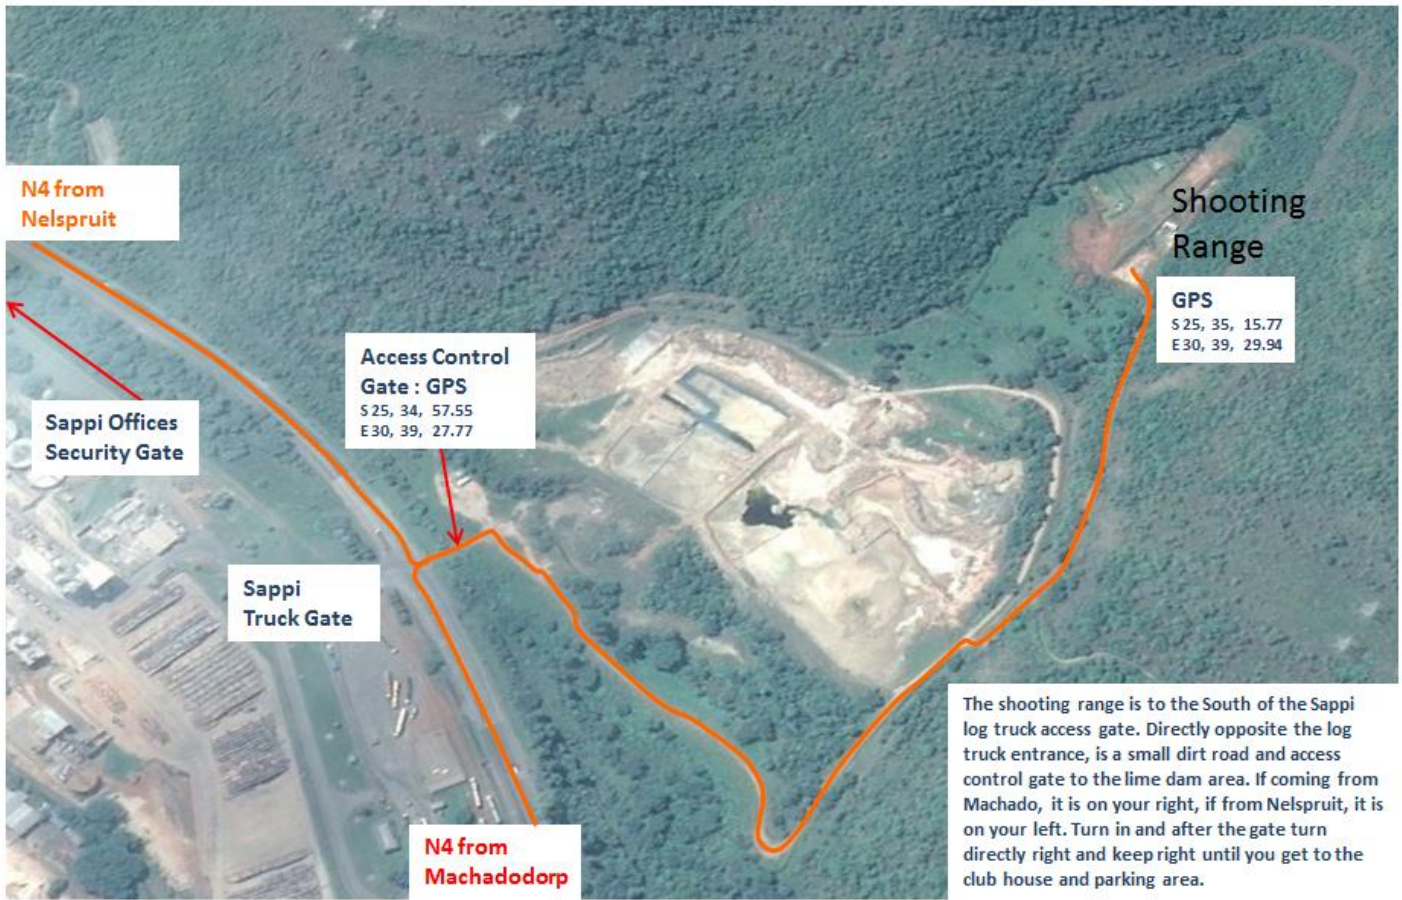 N4 from
Nelspruit
Shooting
Range
GPS
S 25, 35, 15.77
E 30, 39, 29.94
Access Control
Gate : GPS
S 25, 34, 57.55
E 30, 39, 27.77
Sappi Offices
Security Gate
Sappi
Truck Gate
N4 from
Machadodorp
The shooting range is to the South of the Sappi
log truck access gate. Directly opposite the log
truck entrance, is a small dirt road and access
control gate to the lime dam area. If coming from
Machado, it is on your right, if from Nelspruit, it is
on your left. Turn in and after the gate turn
directly right and keep right until you get to the
club house and parking area.